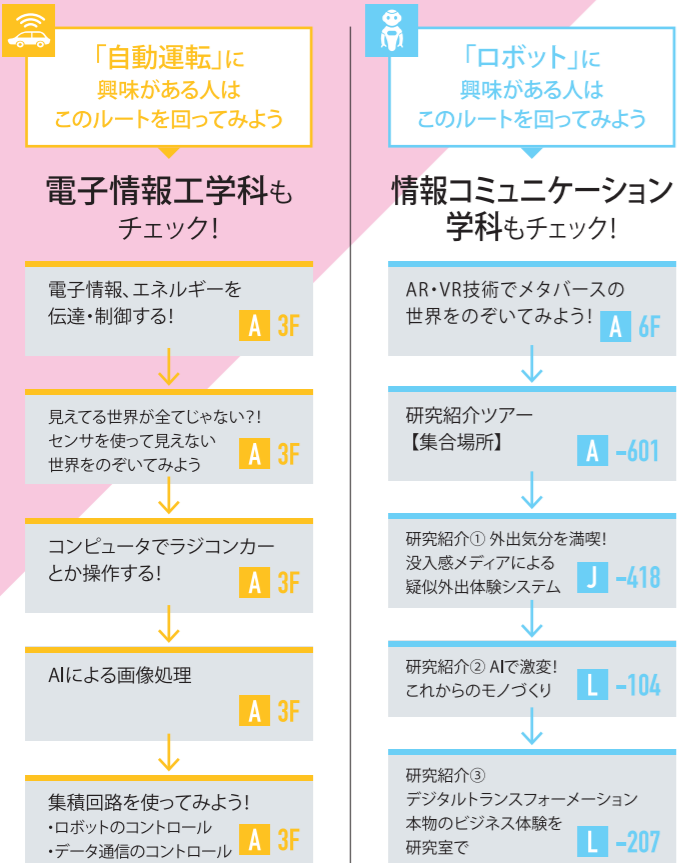 「自動運転」に
興味がある人は
このルートを回ってみよう
電子情報工学科も
チェック!
電子情報、エネルギーを
伝達・制御する!
A 3F
見えてる世界が全てじゃない?!
センサを使って見えない
世界をのぞいてみよう
A 3F
コンピュータでラジコンカー
とか操作する!
A 3F
AIによる画像処理
A 3F
集積回路を使ってみよう!
・ロボットのコントロール
・データ通信のコントロール
A 3F
「ロボット」に
興味がある人は
このルートを回ってみよう
情報コミュニケーション
学科もチェック!
AR・VR技術でメタバースの
世界をのぞいてみよう!
A 6F
研究紹介ツアー
【集合場所】
A -601
研究紹介① 外出気分を満喫!
没入感メディアによる
疑似外出体験システム
J -418
研究紹介② AIで激変!
これからのモノづくり
L -104
研究紹介③
デジタルトランスフォーメーション
本物のビジネス体験を
研究室で
L -207